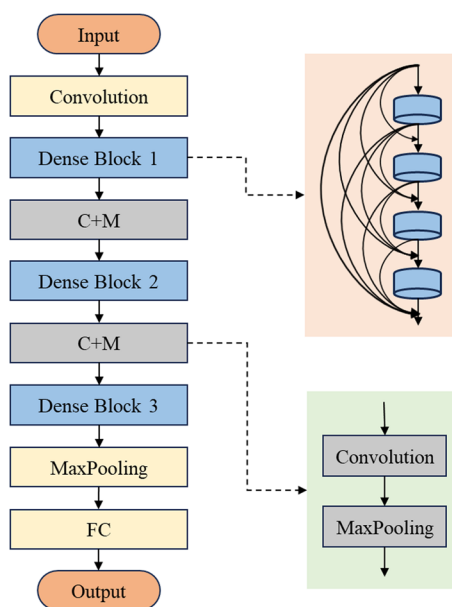 Input
Convolution
Dense Block 1
C+M
Dense Block 2
C+M
Dense Block 3
MaxPooling
FC
Output
Convolution
MaxPooling